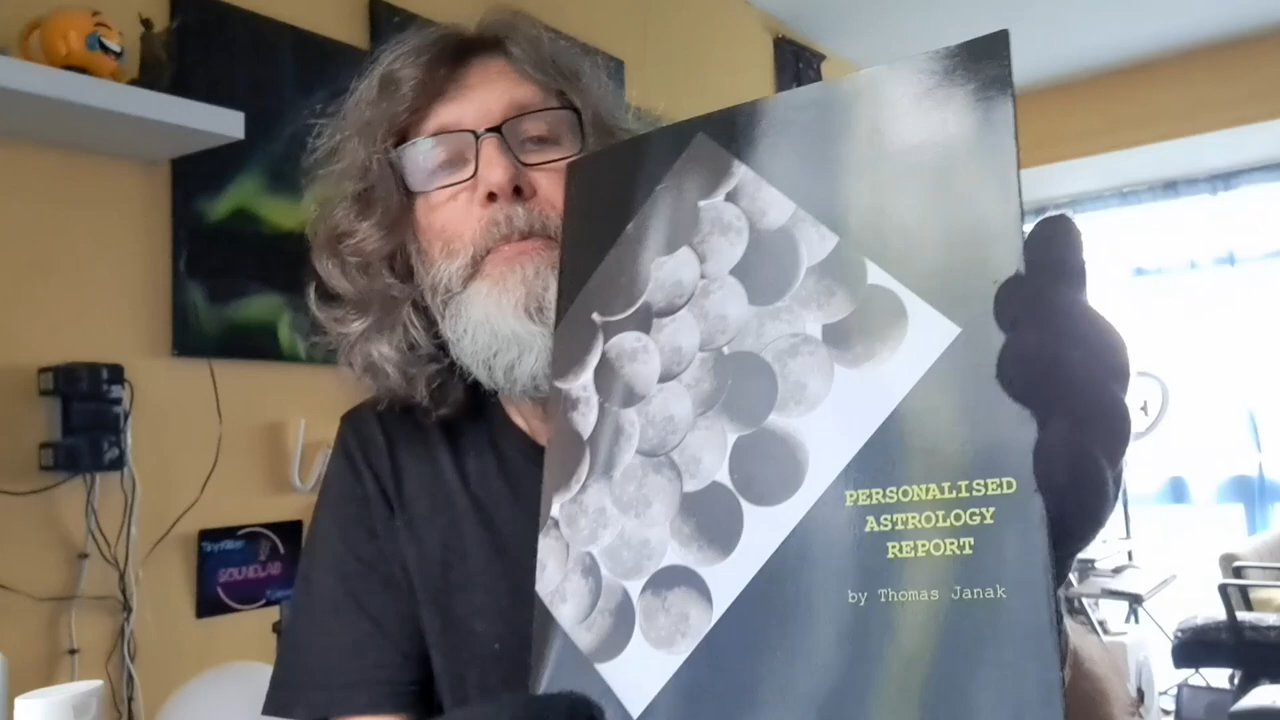 PERSONALISED
ASTROLOGY
REPORT
by Thomas Janak
SOUNDLAB